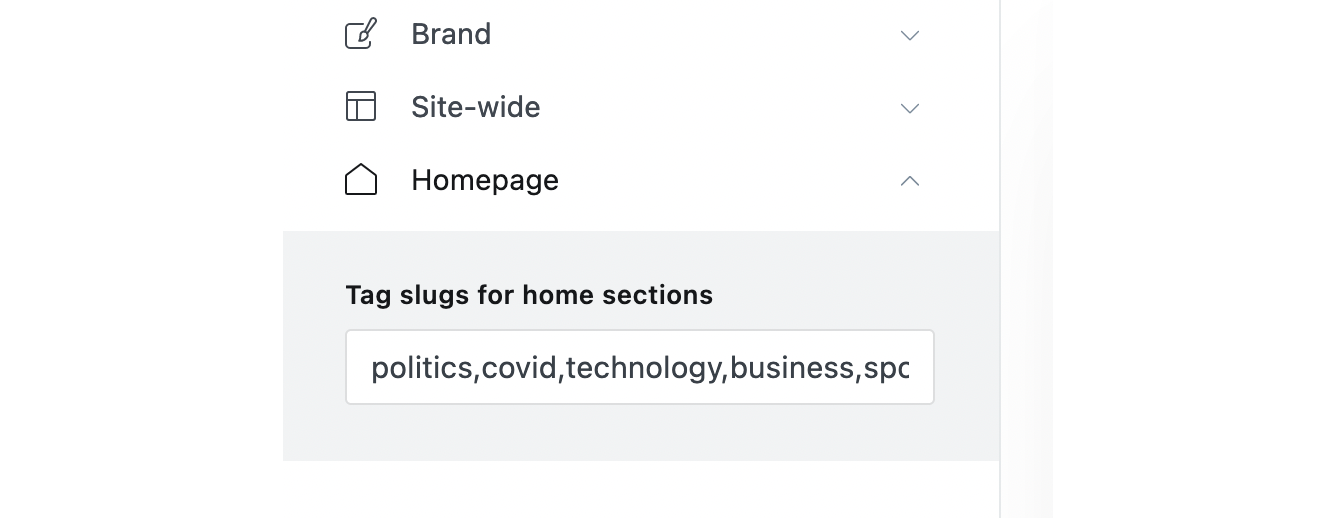 Brand
Site-wide
Homepage
Tag slugs for home sections
politics,covid,technology,business,